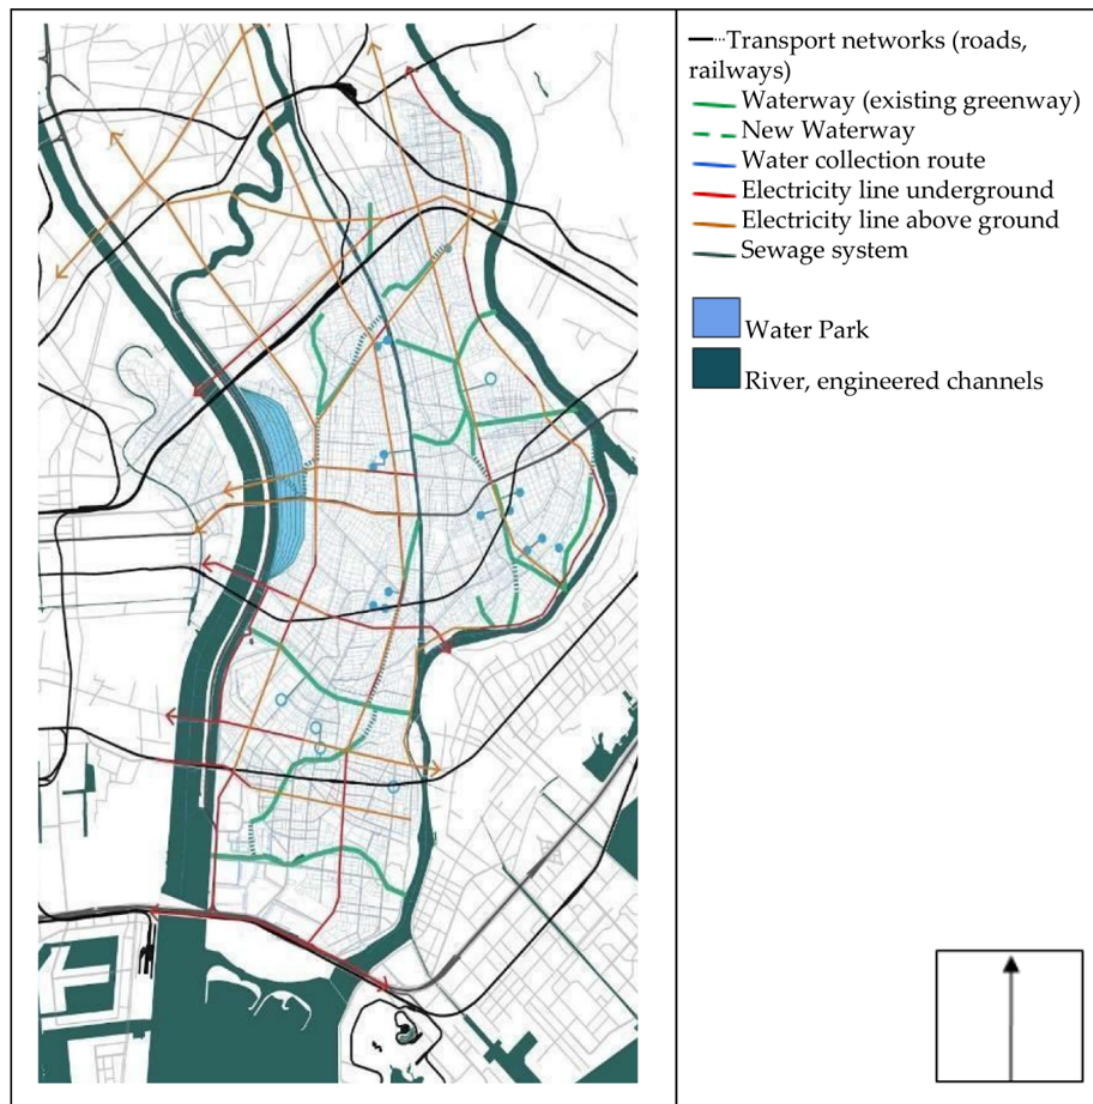 Transport networks (roads,
railways)
Waterway (existing greenway)
New Waterway
Water collection route
Electricity line underground
Electricity line above ground
Sewage system
Water Park
River, engineered channels